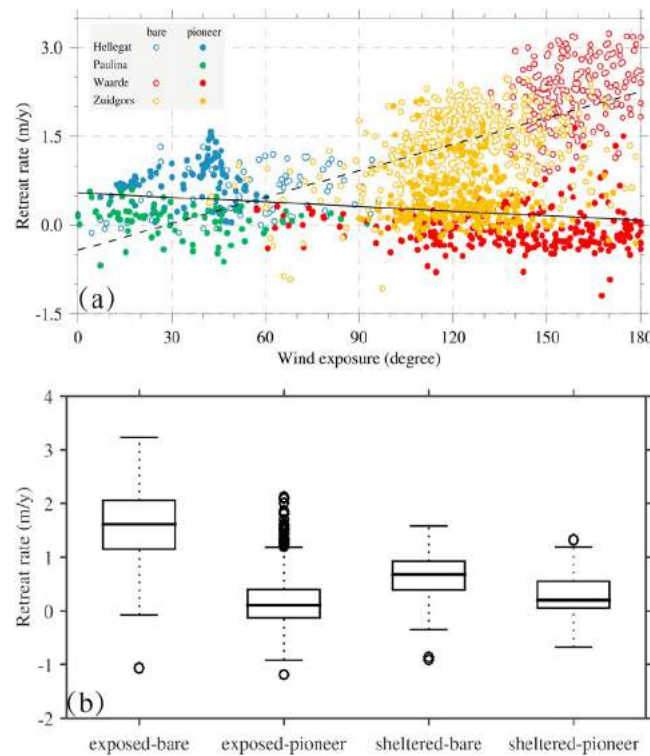 bare pioneer
Hellegat
Paulina
Waarde
Zuidgors
3.0
1.5
0.0
-1.5
Retreat rate (m/y)
(a)
0 30 60 90 120 150 180
Wind exposure (degree)
4
3
2
1
0
-1
-2
Retreat rate (m/y)
(b)
exposed-bare exposed-pioneer sheltered-bare sheltered-pioneer